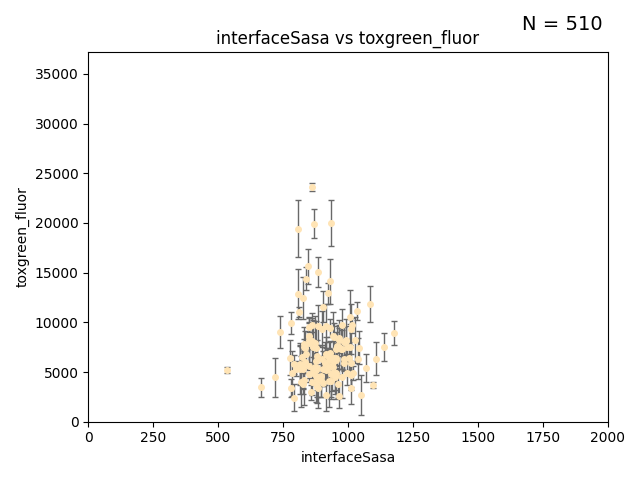 N = 510
interfaceSasa vs toxgreen_fluor
35000
30000
25000
20000
15000
10000
5000
0
toxgreen_fluor
0 250 500 750 1000 1250 1500 1750 2000
interfaceSasa